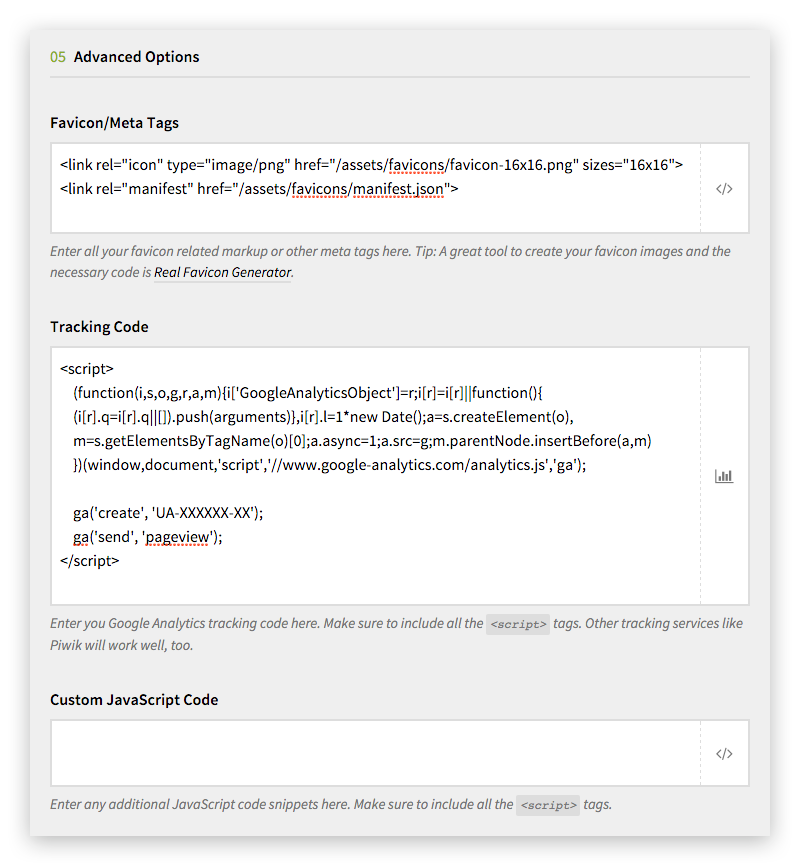 05 Advanced Options
Favicon/Meta Tags
<link rel="icon" type="image/png" href="/assets/favicons/favicon-16x16.png" sizes="16x16">
<link rel="manifest" href="/assets/favicons/manifest.json">
</>
Enter all your favicon related markup or other meta tags here. Tip: A great tool to create your favicon images and the
necessary code is Real Favicon Generator.
Tracking Code
<script>
(function(i,s,o,g,r,a,m){i['GoogleAnalyticsObject']=r;i[r]=i[r]||function(){
(i[r].q=i[r].q||[]).push(arguments)},i[r].l=1*new Date();a=s.createElement(o),
m=s.getElementsByTagName(o)[0];a.async=1;a.src=g;m.parentNode.insertBefore(a,m)
})(window,document,'script','//www.google-analytics.com/analytics.js','ga');
ga('create', 'UA-XXXXXX-XX');
ga('send', 'pageview');
</script>
Enter you Google Analytics tracking code here. Make sure to include all the <script> tags. Other tracking services like
Piwik will work well, too.
Custom JavaScript Code
</>
Enter any additional JavaScript code snippets here. Make sure to include all the <script> tags.